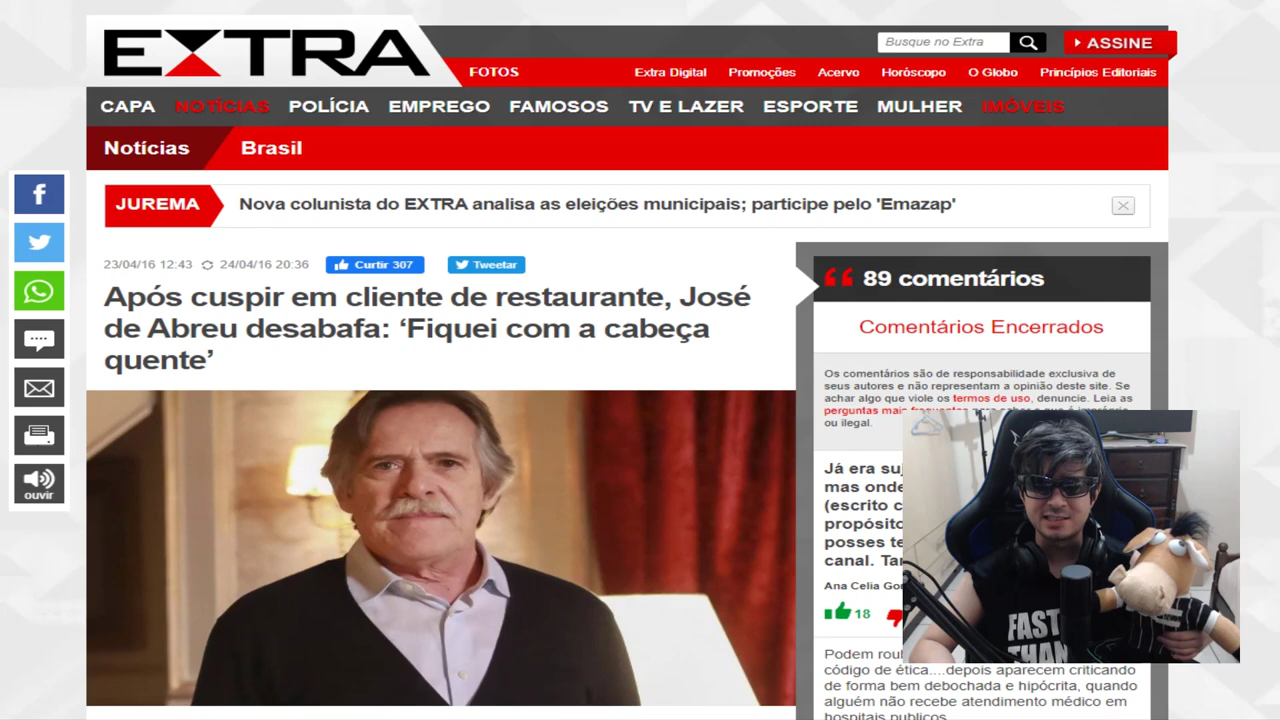 EXTRA
FOTOS
Busque no Extra
ASSINE
Extra Digital Promoções Acervo Horóscopo O Globo Princípios Editoriais
CAPA NOTÍCIAS POLÍCIA EMPREGO FAMOSOS TV E LAZER ESPORTE MULHER IMÓVEIS
Notícias Brasil
JUREMA Nova colunista do EXTRA analisa as eleições municipais; participe pelo 'Emazap'
23/04/16 12:43 24/04/16 20:36 Curtir 307 Tweetar
Após cuspir em cliente de restaurante, José
de Abreu desabafa: ‘Fiquei com a cabeça
quente’
ouvir
89 comentários
Comentários Encerrados
Os comentários são de responsabilidade exclusiva de
seus autores e não representam a opinião deste site. Se
achar algo que viole os termos de uso, denuncie. Leia as
perguntas mais
ou ilegal.
Já era
mas onde
(escrito
propósito
posses
canal.
Ana Celia
18
FAST
THAN
Podem
código de ética....depois aparecem criticando
de forma bem debochada e hipócrita, quando
alguém não recebe atendimento médico em
hospitais publicos